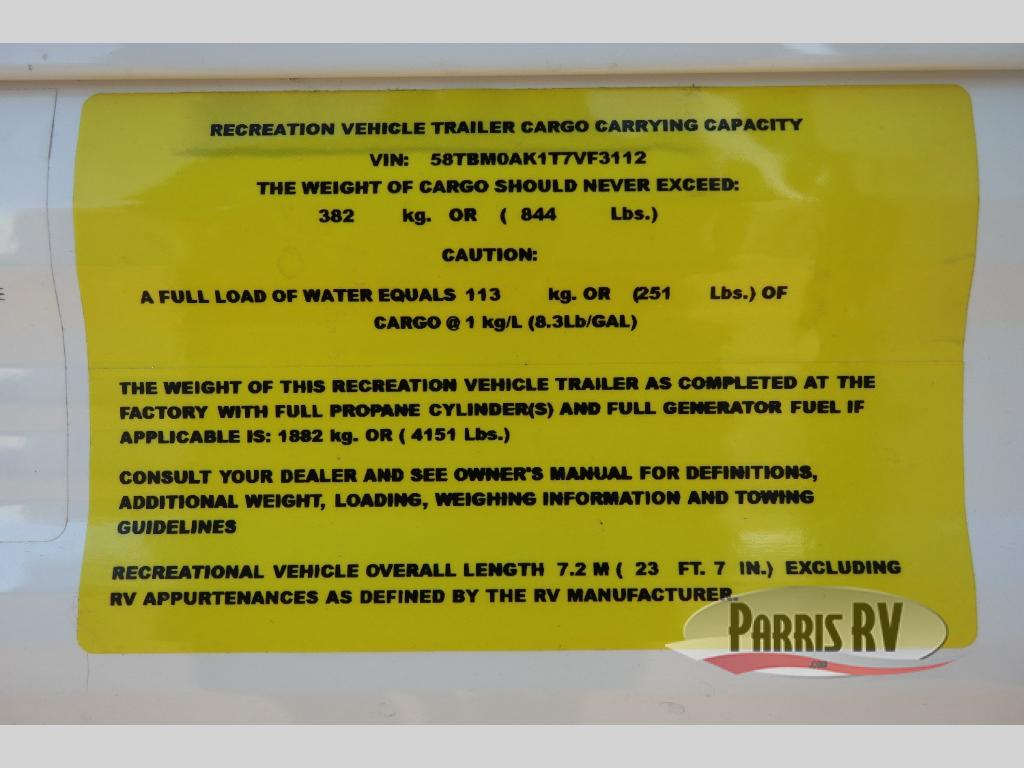 RECREATION VEHICLE TRAILER CARGO CARRYING CAPACITY
VIN: 58TBM0AK1T7VF3112
THE WEIGHT OF CARGO SHOULD NEVER EXCEED:
382 kg. OR ( 844 Lbs.)
CAUTION:
A FULL LOAD OF WATER EQUALS 113 kg. OR (251 Lbs.) OF
CARGO @ 1 kg/L (8.3Lb/GAL)
THE WEIGHT OF THIS RECREATION VEHICLE TRAILER AS COMPLETED AT THE
FACTORY WITH FULL PROPANE CYLINDER(S) AND FULL GENERATOR FUEL IF
APPLICABLE IS: 1882 kg. OR ( 4151 Lbs.)
CONSULT YOUR DEALER AND SEE OWNER'S MANUAL FOR DEFINITIONS,
ADDITIONAL WEIGHT, LOADING, WEIGHING INFORMATION AND TOWING
GUIDELINES
RECREATIONAL VEHICLE OVERALL LENGTH 7.2 M ( 23 FT. 7 IN.) EXCLUDING
RV APPURTENANCES AS DEFINED BY THE RV MANUFACTURER.
PARRIS RV
.com
E